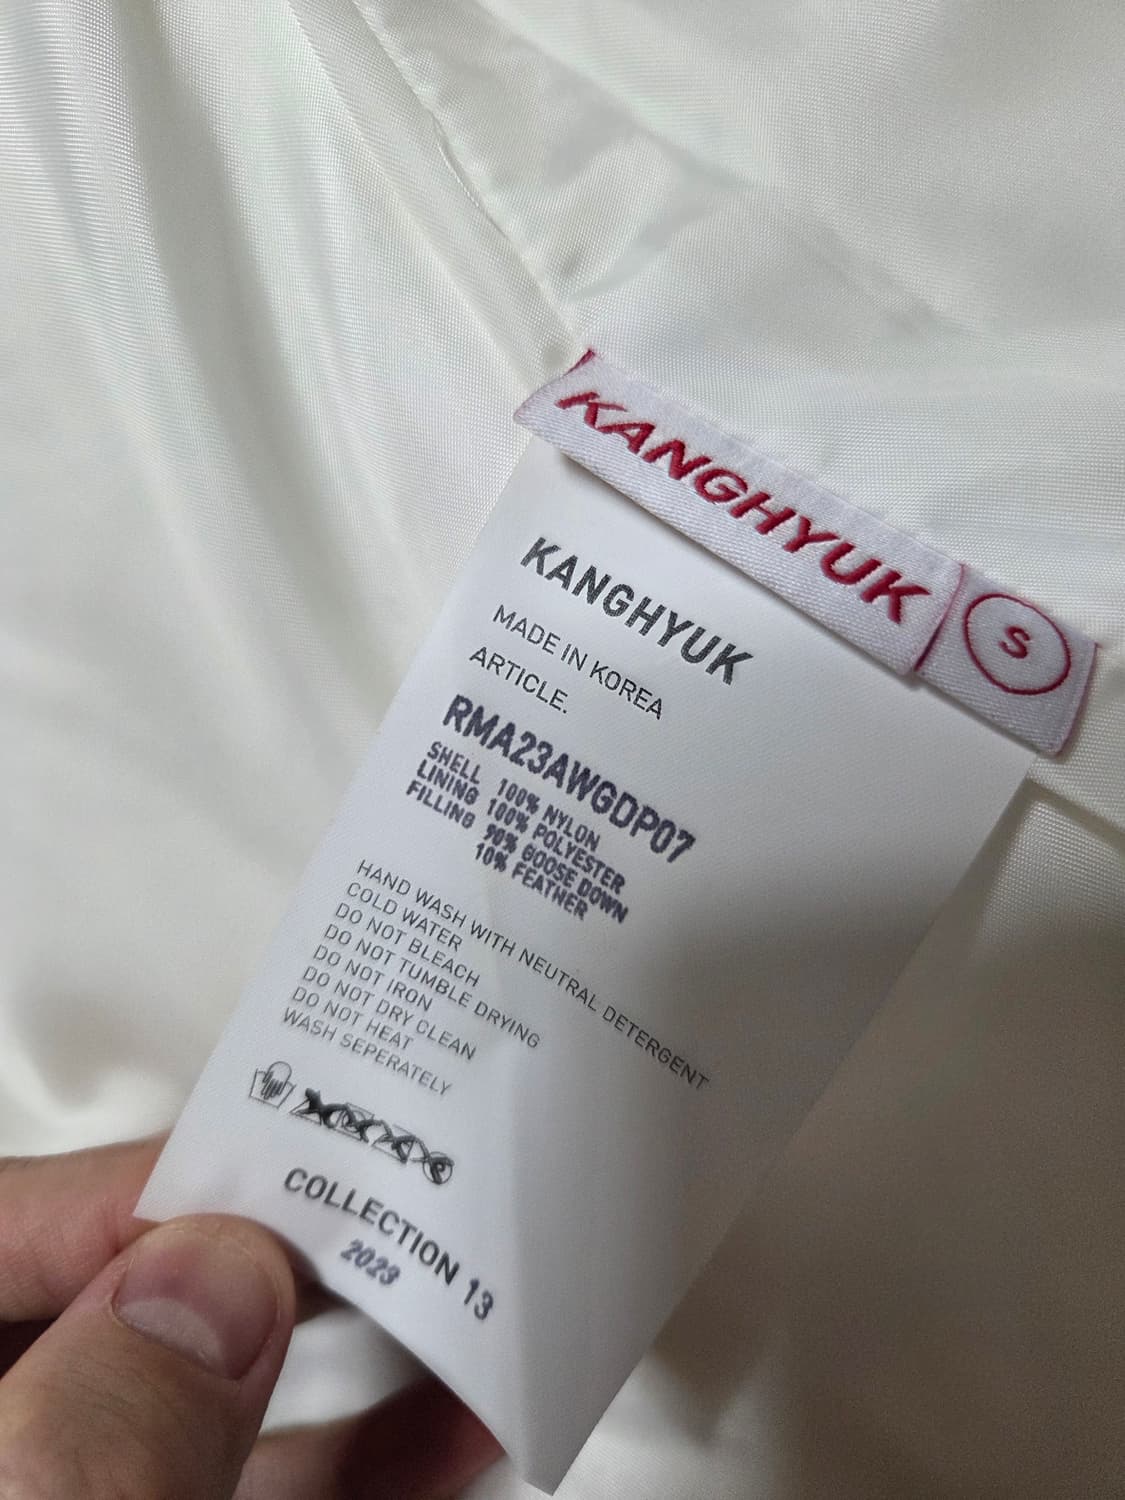 KANGHYUK
S
KANGHYUK
MADE IN KOREA
ARTICLE.
RMA23AWGDP07
SHELL 100% NYLON
LINING 100% POLYESTER
FILLING 90% GOOSE DOWN
10% FEATHER
HAND WASH WITH NEUTRAL DETERGENT
COLD WATER
DO NOT BLEACH
DO NOT TUMBLE DRYING
DO NOT IRON
DO NOT DRY CLEAN
DO NOT HEAT
WASH SEPERATELY
COLLECTION 13
2023